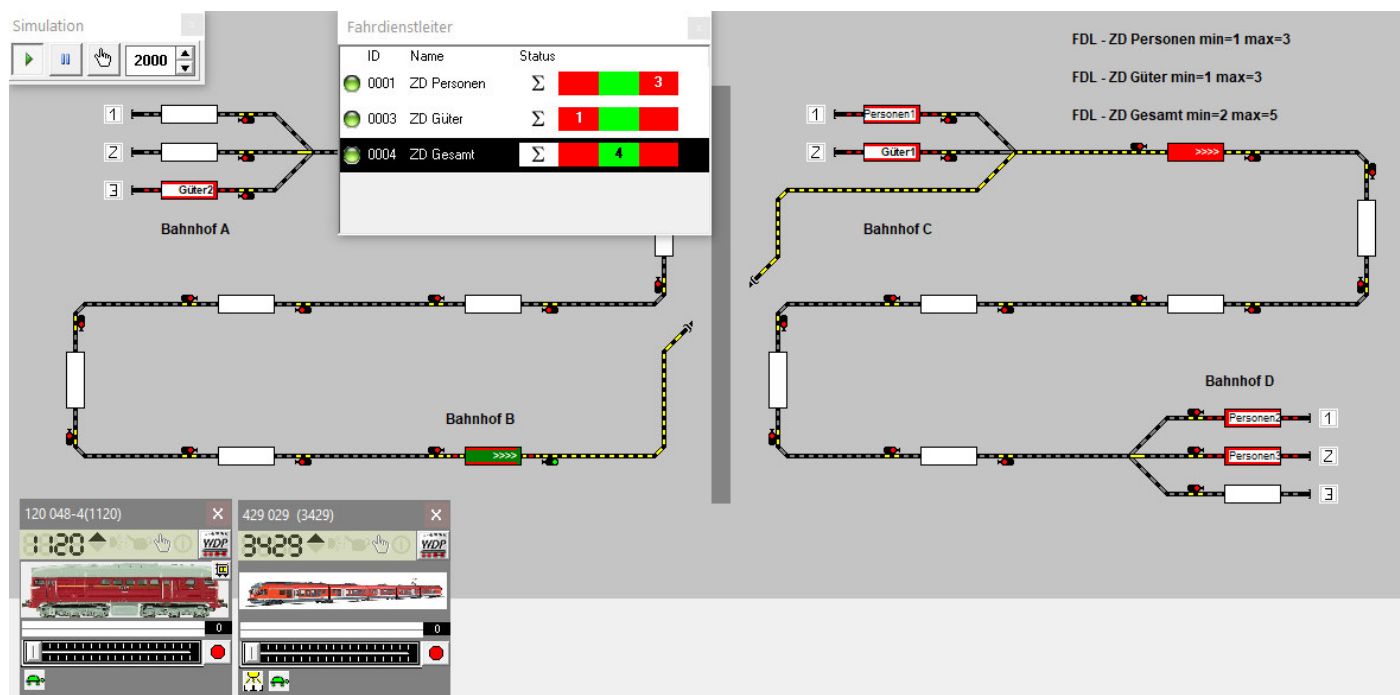 Simulation
2000
Fahrdienstleiter
ID Name Status
0001 ZD Personen Σ 3
0003 ZD Güter Σ 1
0004 ZD Gesamt Σ 4
FDL - ZD Personen min=1 max=3
FDL - ZD Güter min=1 max=3
FDL - ZD Gesamt min=2 max=5
1
2
3 Güter2
Bahnhof A
1 Personen1
2 Güter1
>>>>
Bahnhof C
Bahnhof B
>>>>
Bahnhof D
Personen2 1
Personen3 2
3
120 048-4(1120) X
1120 WDP
0
429 029 (3429) X
3429 WDP
0